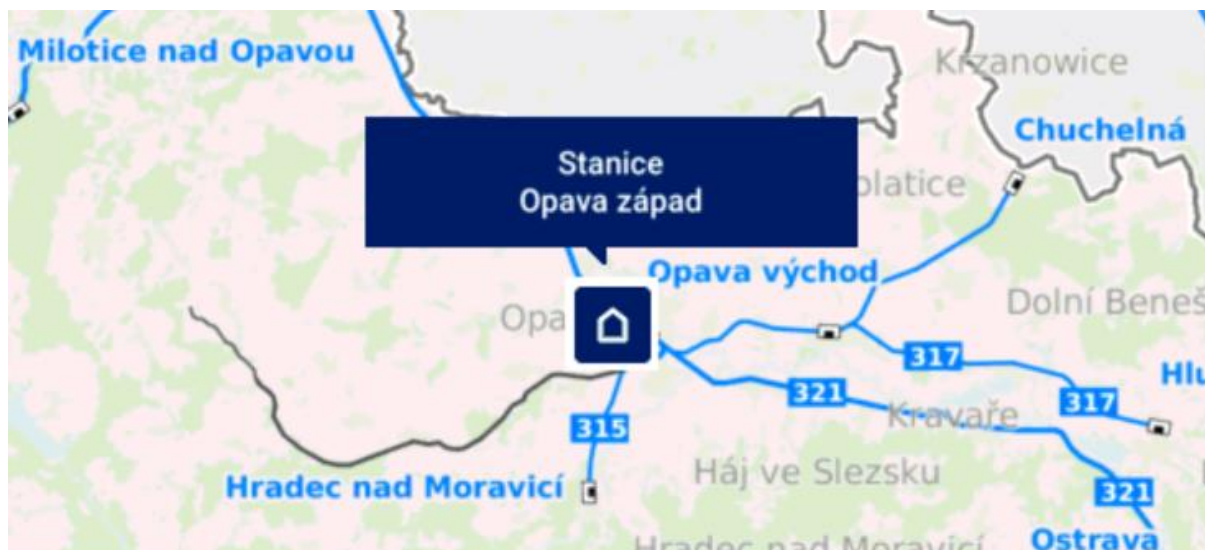 Milotice nad Opavou
Krzanowice
Chuchelná
Stanice
Opava západ
olatice
Opava východ
Dolní Beneš
Opa
317
Hlu
321
317
Kravaře
315
Háj ve Slezsku
Hradec nad Moravicí
321
Ostrava
Hradec nad Moravicí